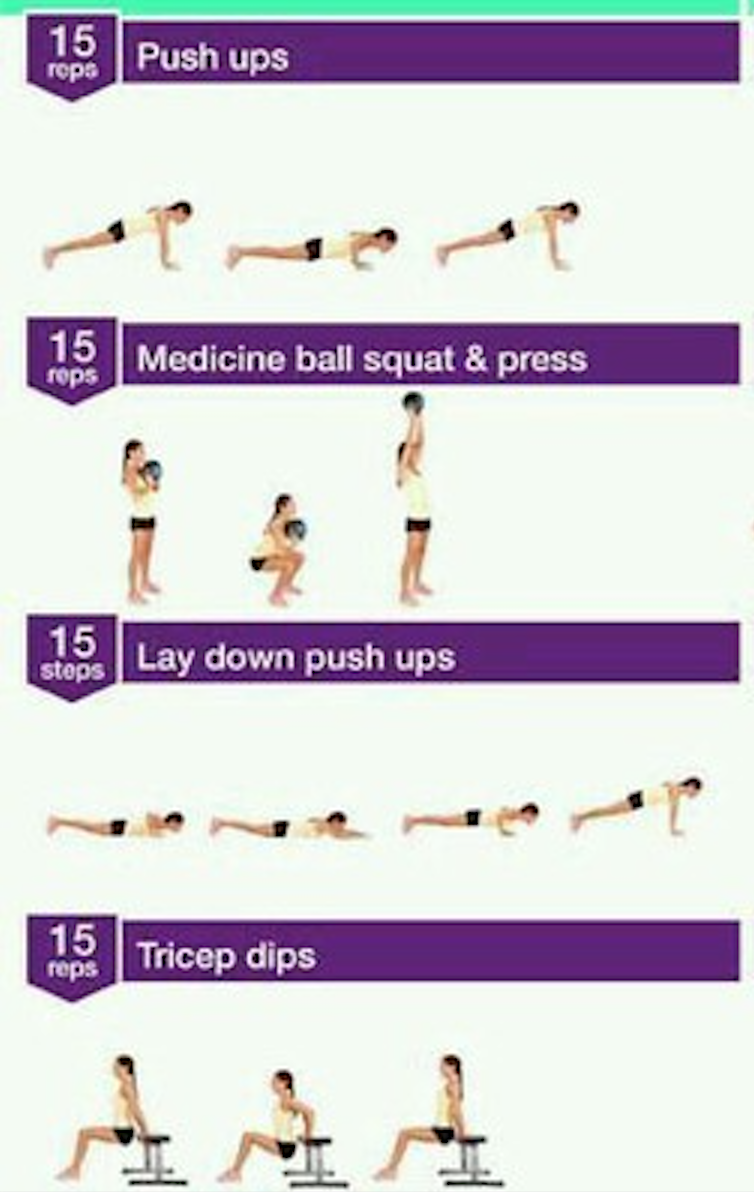 15
reps
Push ups
15
reps
Medicine ball squat & press
15
steps
Lay down push ups
15
reps
Tricep dips